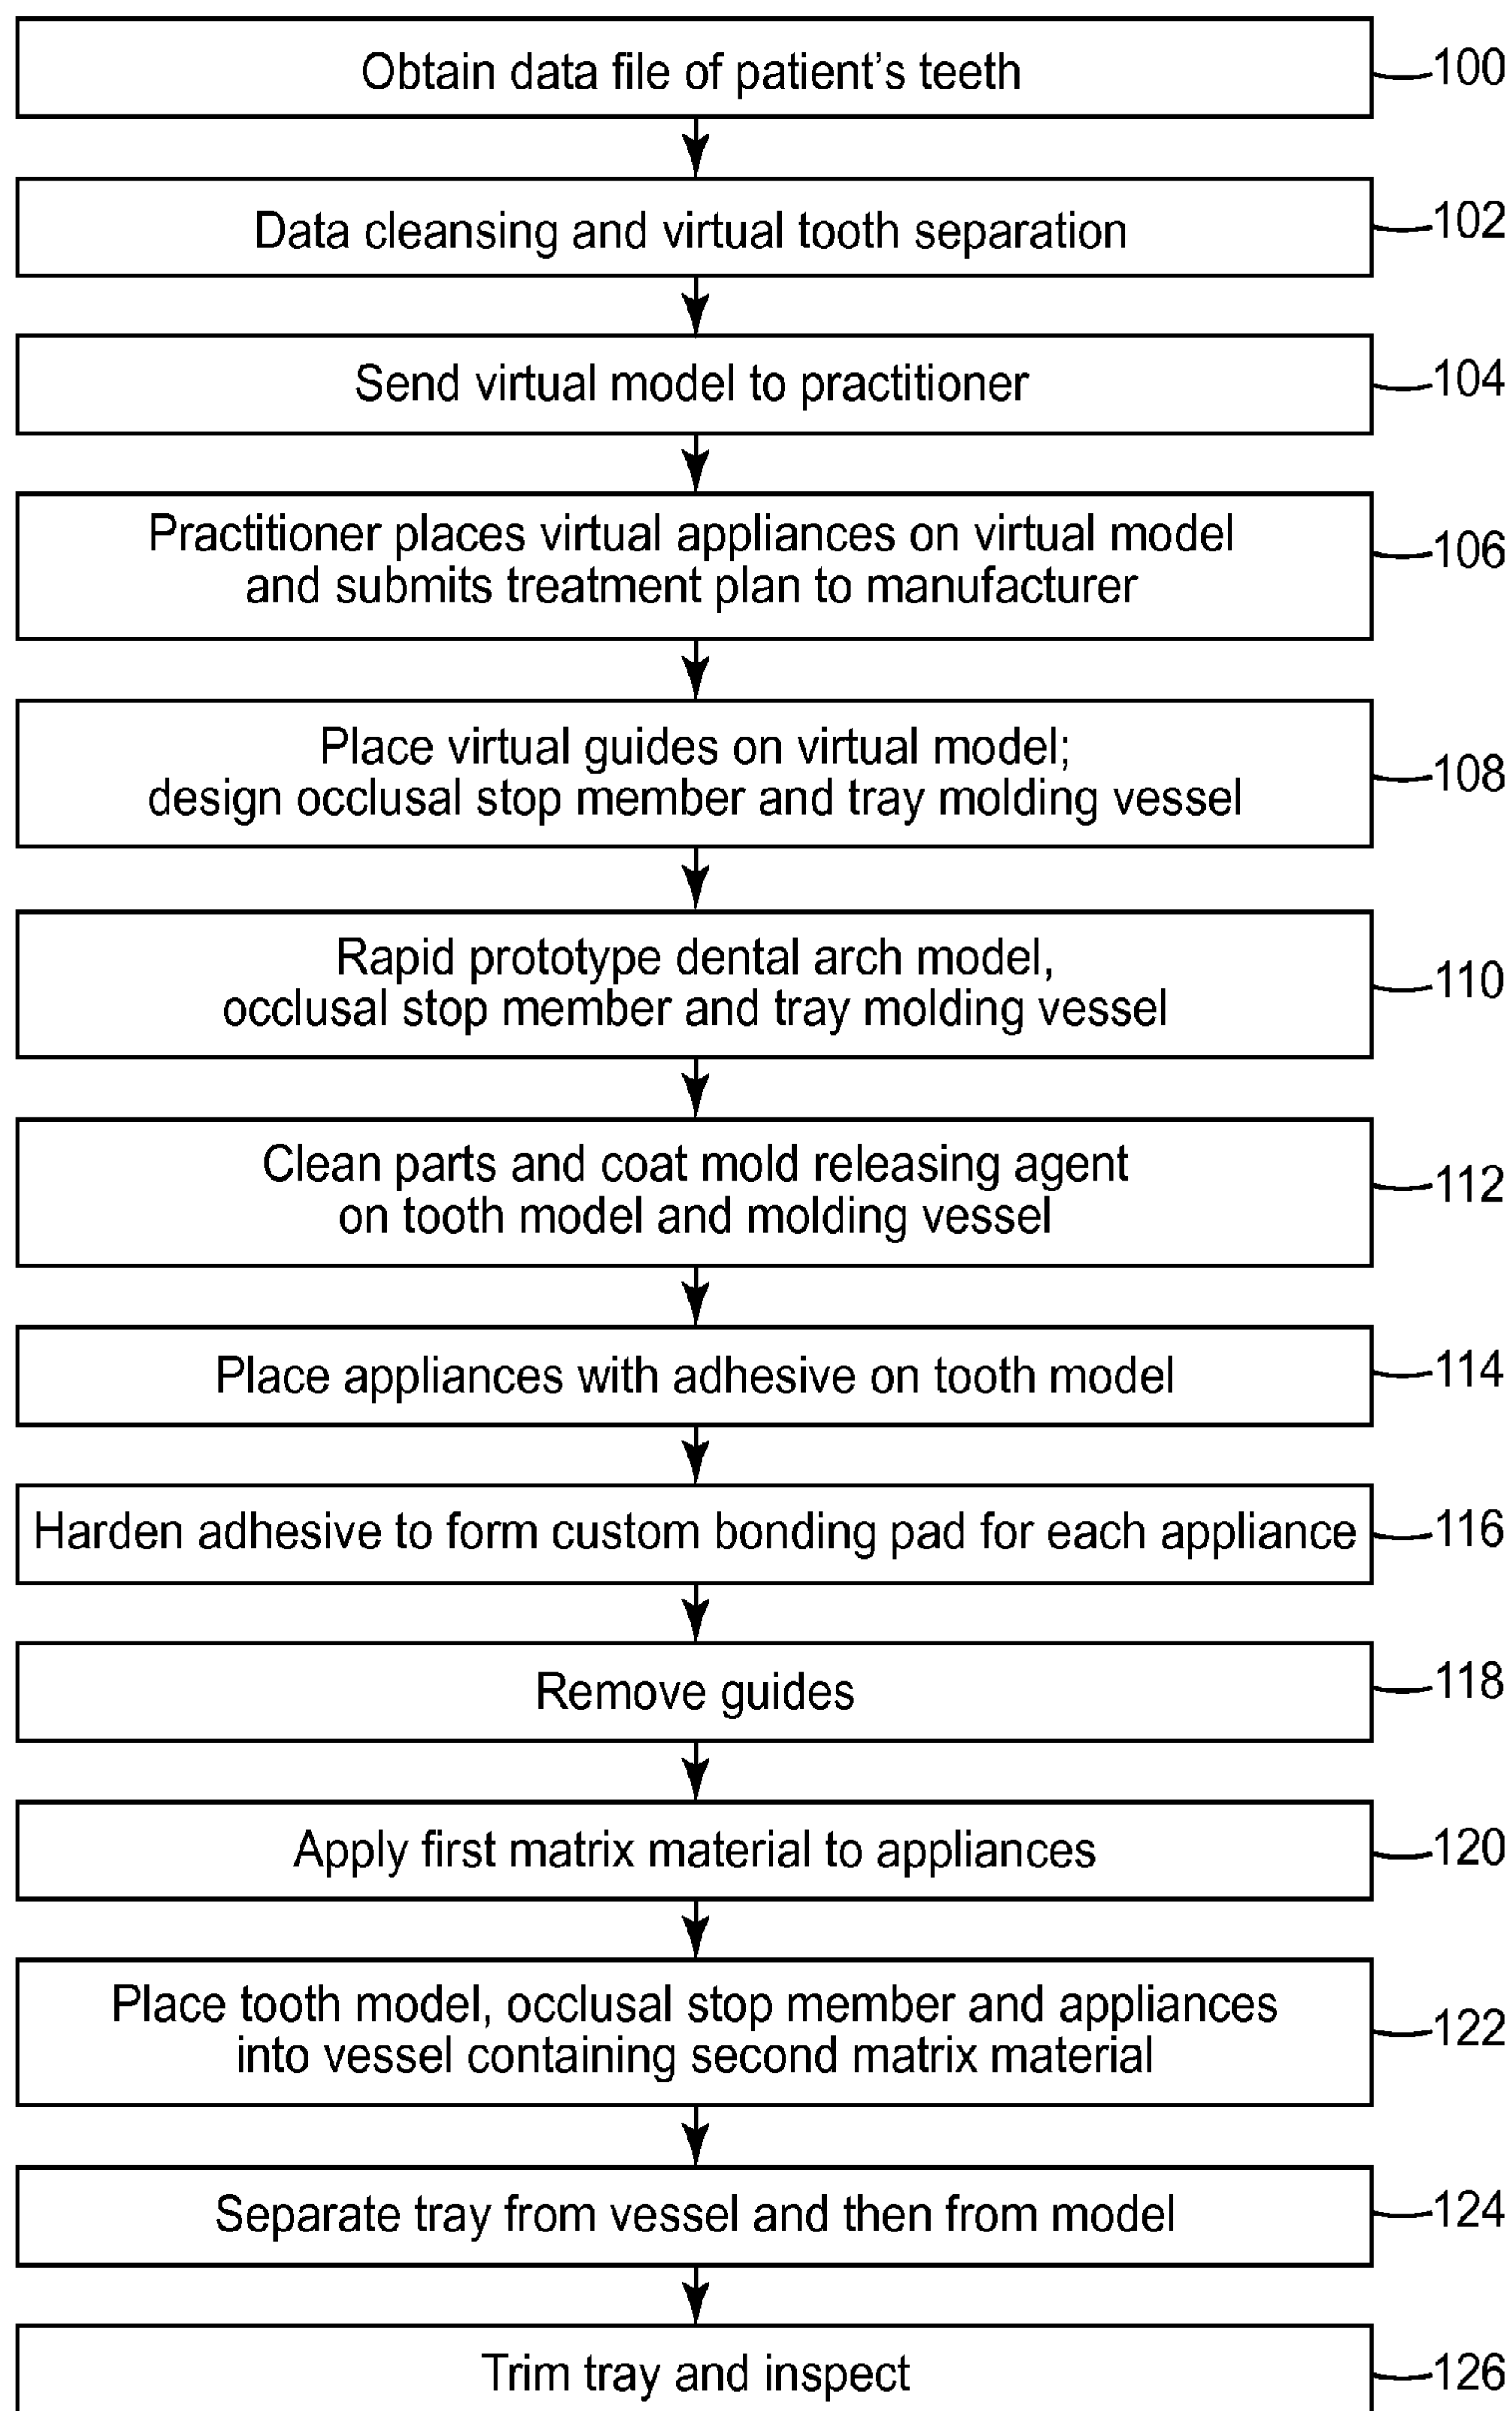 Obtain data file of patient's teeth
100
Data cleansing and virtual tooth separation
102
Send virtual model to practitioner
104
Practitioner places virtual appliances on virtual model
and submits treatment plan to manufacturer
106
Place virtual guides on virtual model;
design occlusal stop member and tray molding vessel
108
Rapid prototype dental arch model,
occlusal stop member and tray molding vessel
110
Clean parts and coat mold releasing agent
on tooth model and molding vessel
112
Place appliances with adhesive on tooth model
114
Harden adhesive to form custom bonding pad for each appliance
116
Remove guides
118
Apply first matrix material to appliances
120
Place tooth model, occlusal stop member and appliances
into vessel containing second matrix material
122
Separate tray from vessel and then from model
124
Trim tray and inspect
126